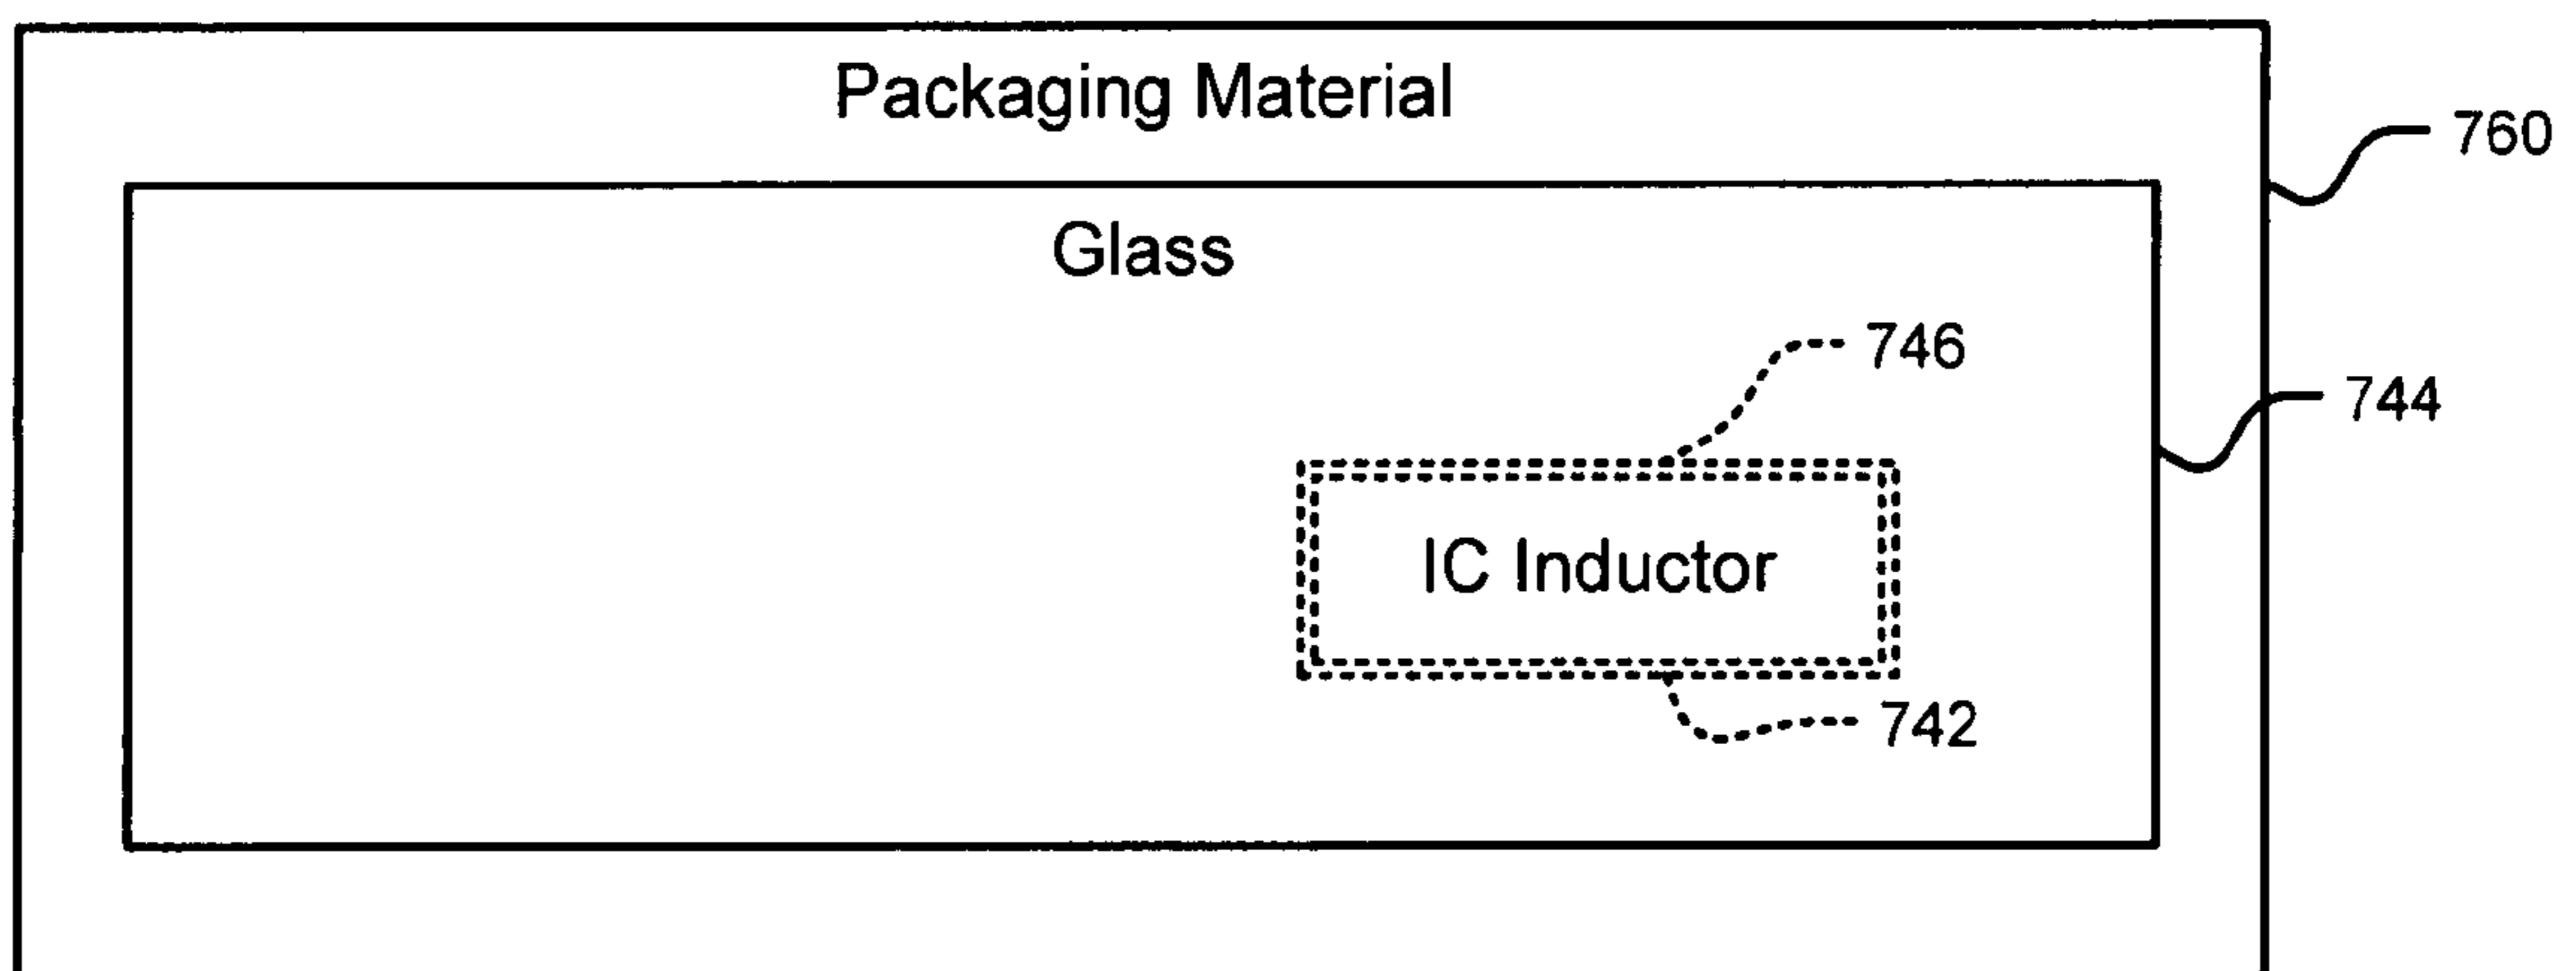 Packaging Material
760
Glass
746
744
IC Inductor
742